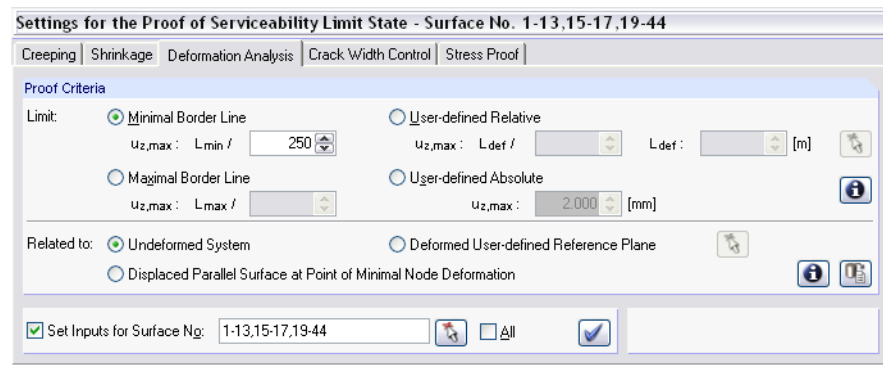 Settings for the Proof of Serviceability Limit State - Surface No. 1-13,15-17,19-44
Creeping Shrinkage Deformation Analysis Crack Width Control Stress Proof
Proof Criteria
Limit: Minimal Border Line User-defined Relative
uz,max : Lmin / 250 uz,max : Ldef / Ldef : [m]
Maximal Border Line User-defined Absolute
uz,max : Lmax / uz,max : 2.000 [mm]
Related to: Undeformed System Deformed User-defined Reference Plane
Displaced Parallel Surface at Point of Minimal Node Deformation
Set Inputs for Surface No: 1-13,15-17,19-44 All